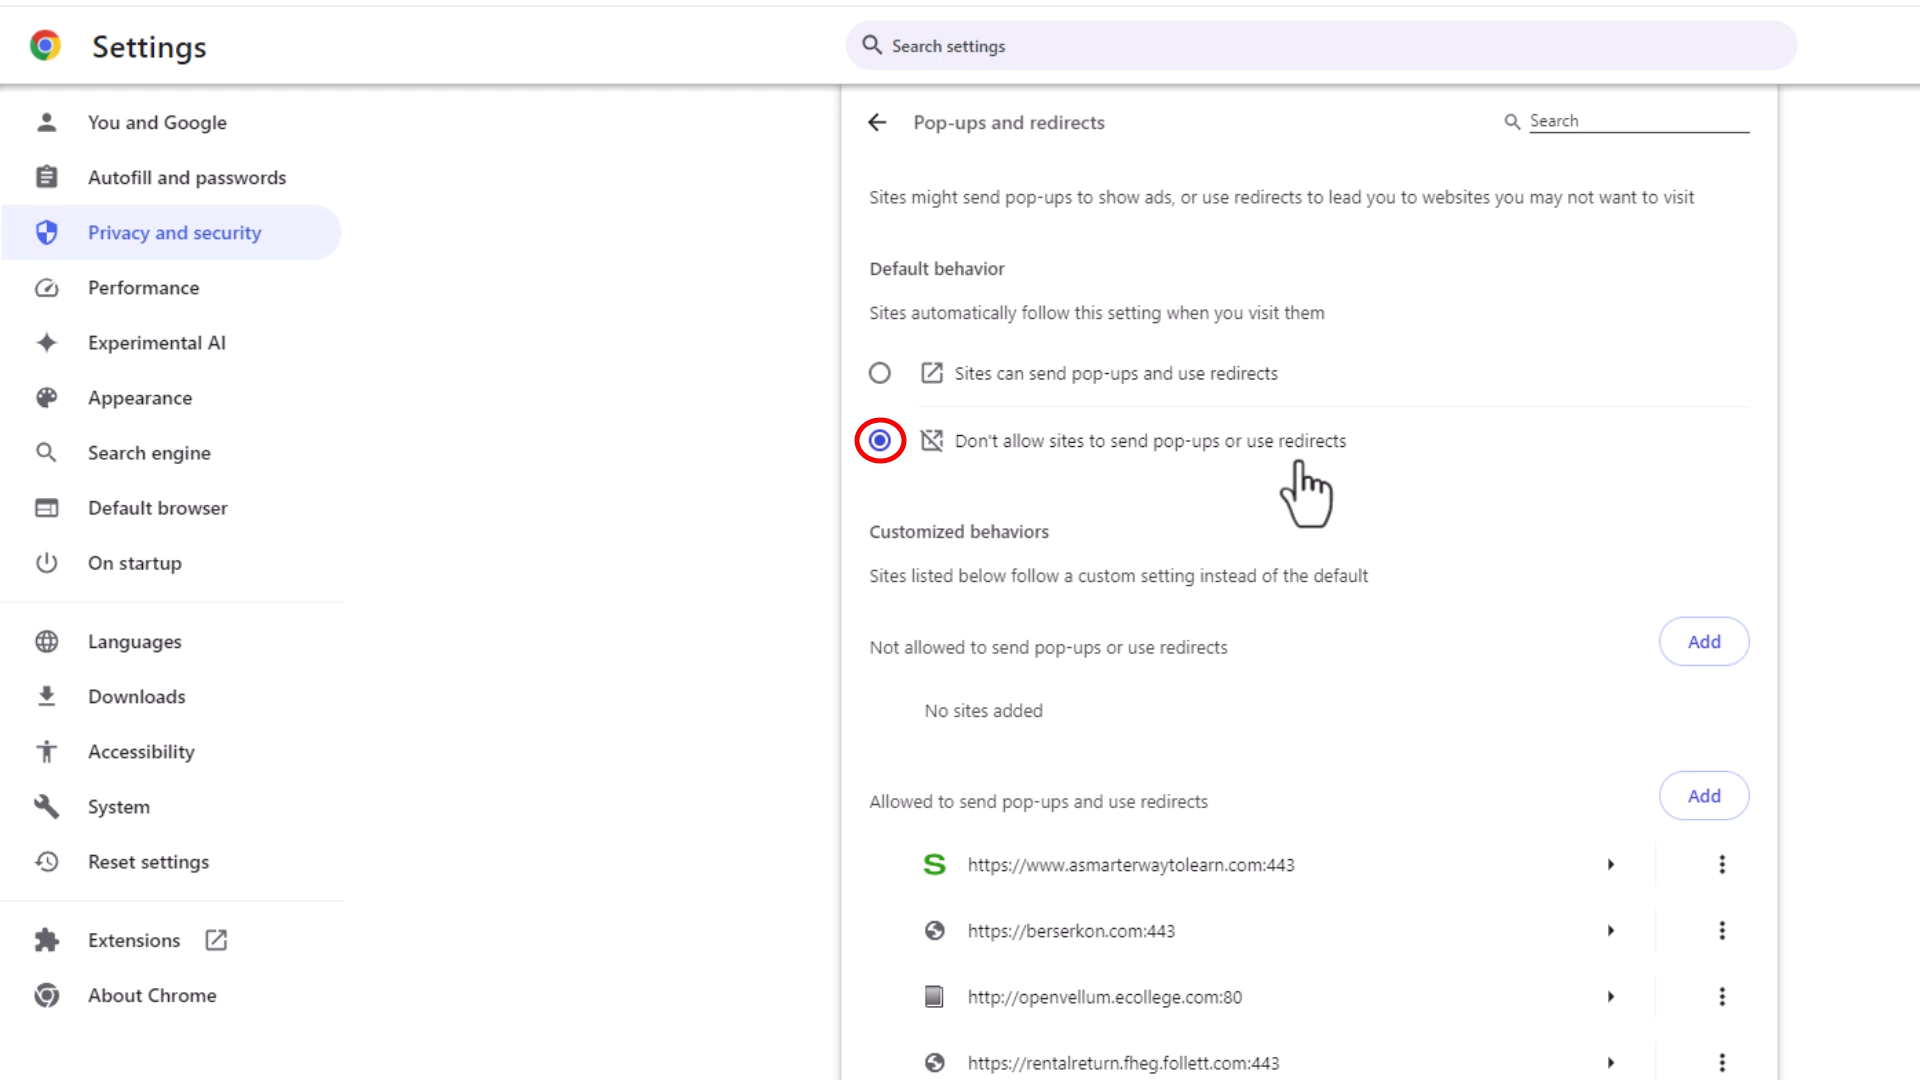 Settings
Search settings
You and Google
Autofill and passwords
Privacy and security
Performance
Experimental AI
Appearance
Search engine
Default browser
On startup
Languages
Downloads
Accessibility
System
Reset settings
Extensions
About Chrome
Pop-ups and redirects
Search
Sites might send pop-ups to show ads, or use redirects to lead you to websites you may not want to visit
Default behavior
Sites automatically follow this setting when you visit them
Sites can send pop-ups and use redirects
Don't allow sites to send pop-ups or use redirects
Customized behaviors
Sites listed below follow a custom setting instead of the default
Not allowed to send pop-ups or use redirects
Add
No sites added
Allowed to send pop-ups and use redirects
Add
S
https://www.asmarterwaytolearn.com:443
https://berserkon.com:443
http://openvellum.ecollege.com:80
https://rentalreturn.fheg.follett.com:443